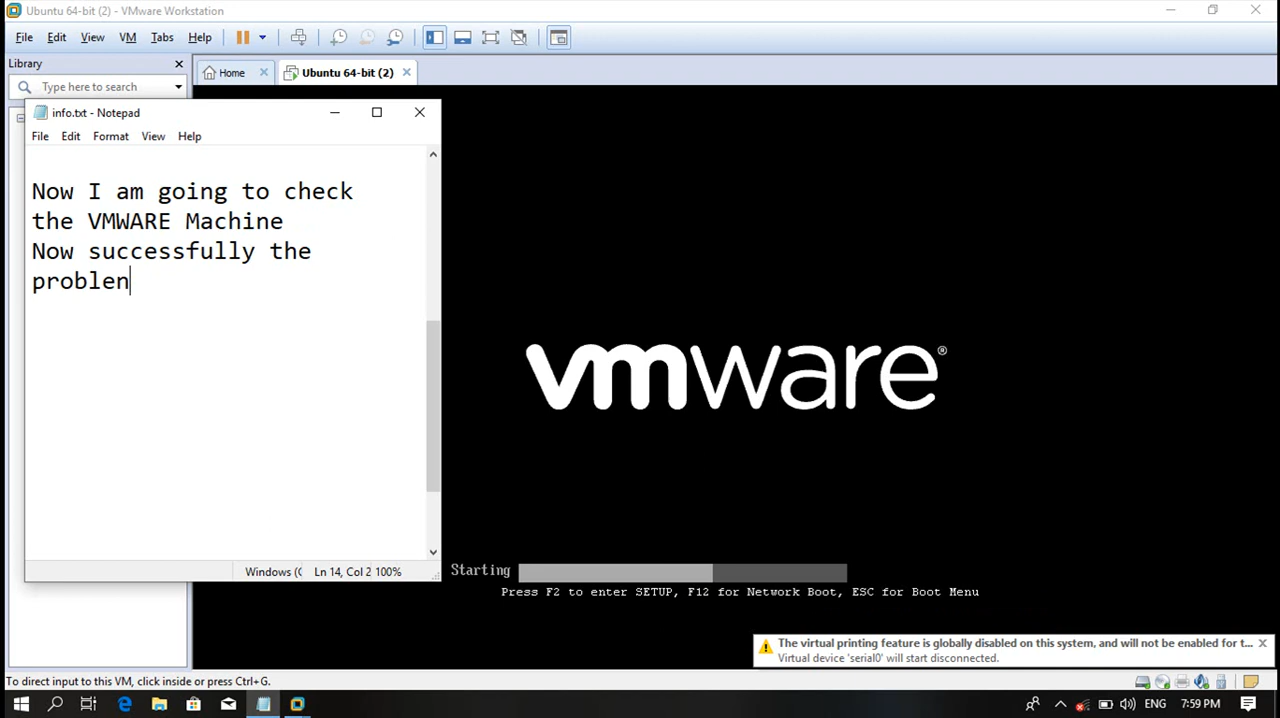 Ubuntu 64-bit (2) - VMware Workstation
File Edit View VM Tabs Help
Library
Type here to search
Home
Ubuntu 64-bit (2)
info.txt - Notepad
File Edit Format View Help
Now I am going to check
the VMWARE Machine
Now successfully the
problen
Windows (C Ln 14, Col 2 100%
vmware®
Starting
Press F2 to enter SETUP, F12 for Network Boot, ESC for Boot Menu
The virtual printing feature is globally disabled on this system, and will not be enabled for t...
Virtual device 'serial0' will start disconnected.
To direct input to this VM, click inside or press Ctrl+G.
ENG 7:59 PM